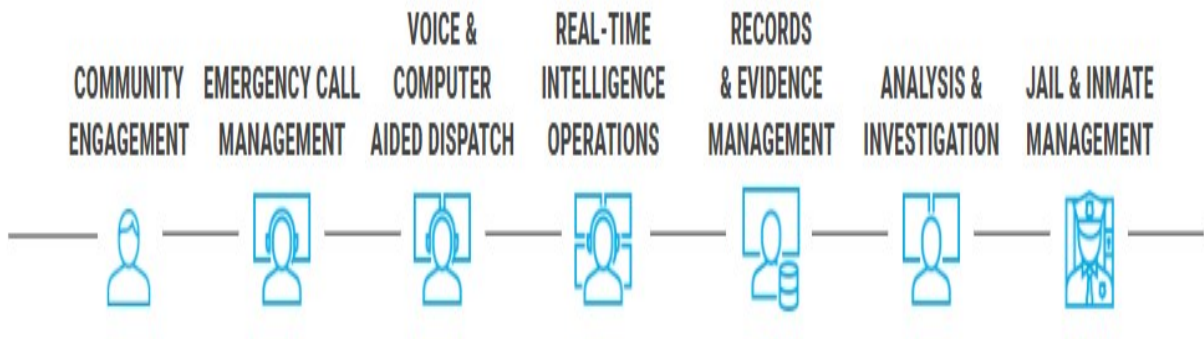 COMMUNITY
ENGAGEMENT
EMERGENCY CALL
MANAGEMENT
VOICE &
COMPUTER
AIDED DISPATCH
REAL-TIME
INTELLIGENCE
OPERATIONS
RECORDS
& EVIDENCE
MANAGEMENT
ANALYSIS &
INVESTIGATION
JAIL & INMATE
MANAGEMENT